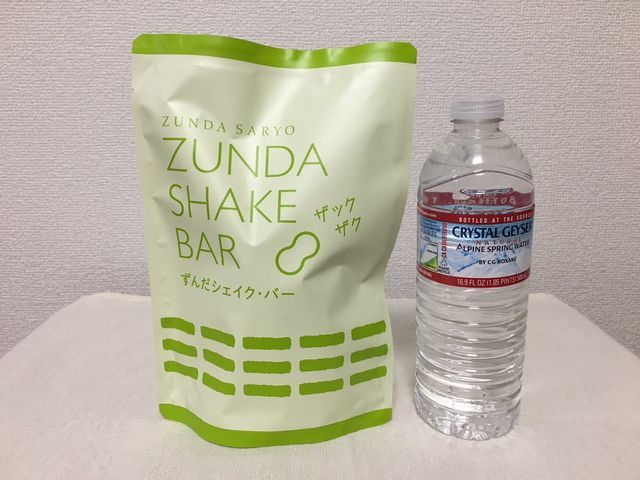 ZUNDA SARYO
ZUNDA
SHAKE
BAR
ザック
ザク
ずんだシェイク・バー
BOTTLED AT THE SOURCE
CRYSTAL GEYSER
NATURAL
ALPINE SPRING WATER
BY CG ROXANE
16.9 FL OZ (1.05 PINTS) 500